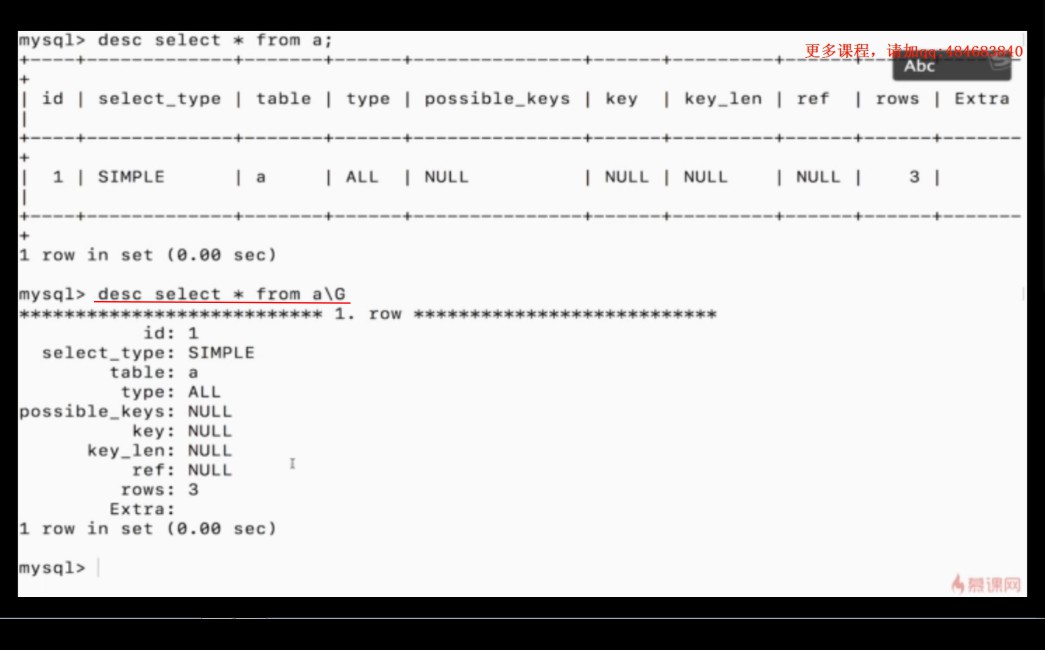 mysql> desc select * from a;
更多课程，请加qq:484683840
Abc
+----+-------------+-------+------+---------------+------+---------+------+------+-------
+
| id | select_type | table | type | possible_keys | key | key_len | ref | rows | Extra
|
+----+-------------+-------+------+---------------+------+---------+------+------+-------
+
| 1 | SIMPLE | a | ALL | NULL | NULL | NULL | NULL | 3 |
|
+----+-------------+-------+------+---------------+------+---------+------+------+-------
+
1 row in set (0.00 sec)
mysql> desc select * from a\G
*************************** 1. row ***************************
id: 1
select_type: SIMPLE
table: a
type: ALL
possible_keys: NULL
key: NULL
key_len: NULL
ref: NULL
rows: 3
Extra:
1 row in set (0.00 sec)
mysql>
慕课网